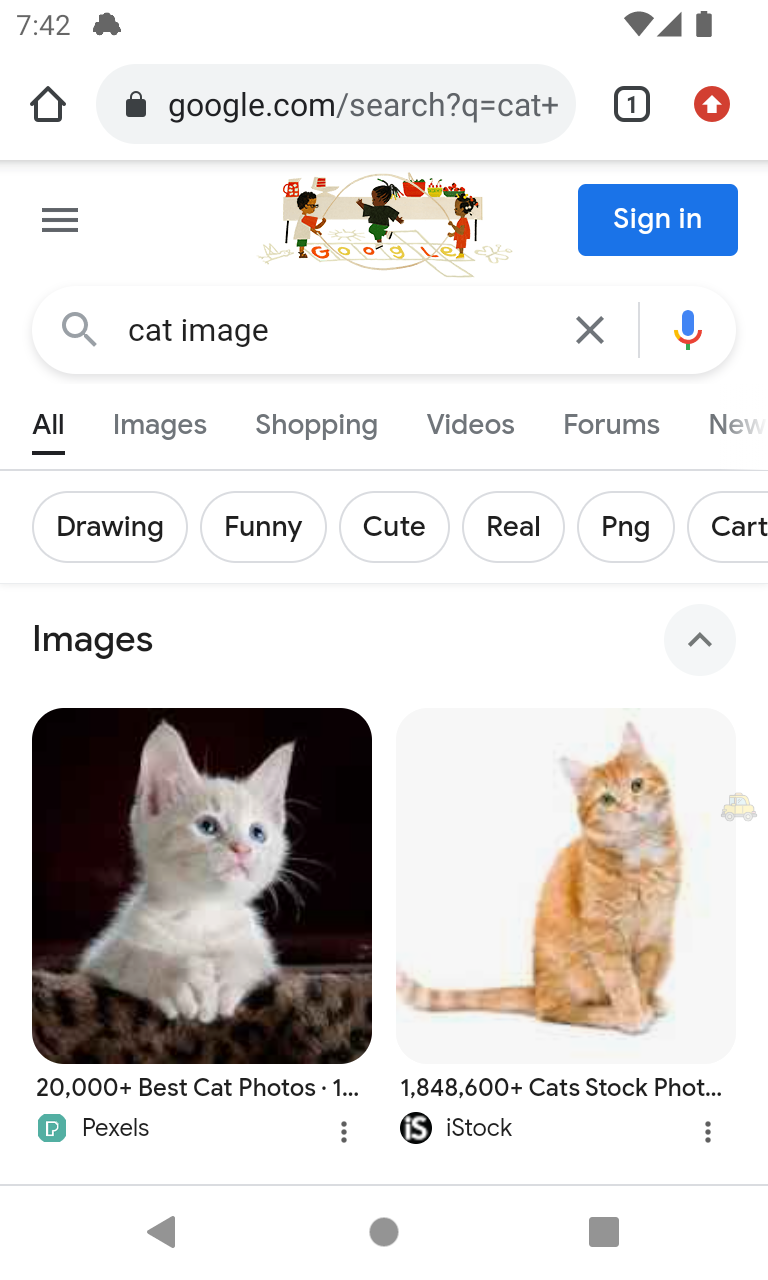 7:42
google.com/search?q=cat+
1
Google
Sign in
cat image
All Images Shopping Videos Forums New
Drawing Funny Cute Real Png Cart
Images
20,000+ Best Cat Photos · 1...
1,848,600+ Cats Stock Phot...
Pexels
iS iStock